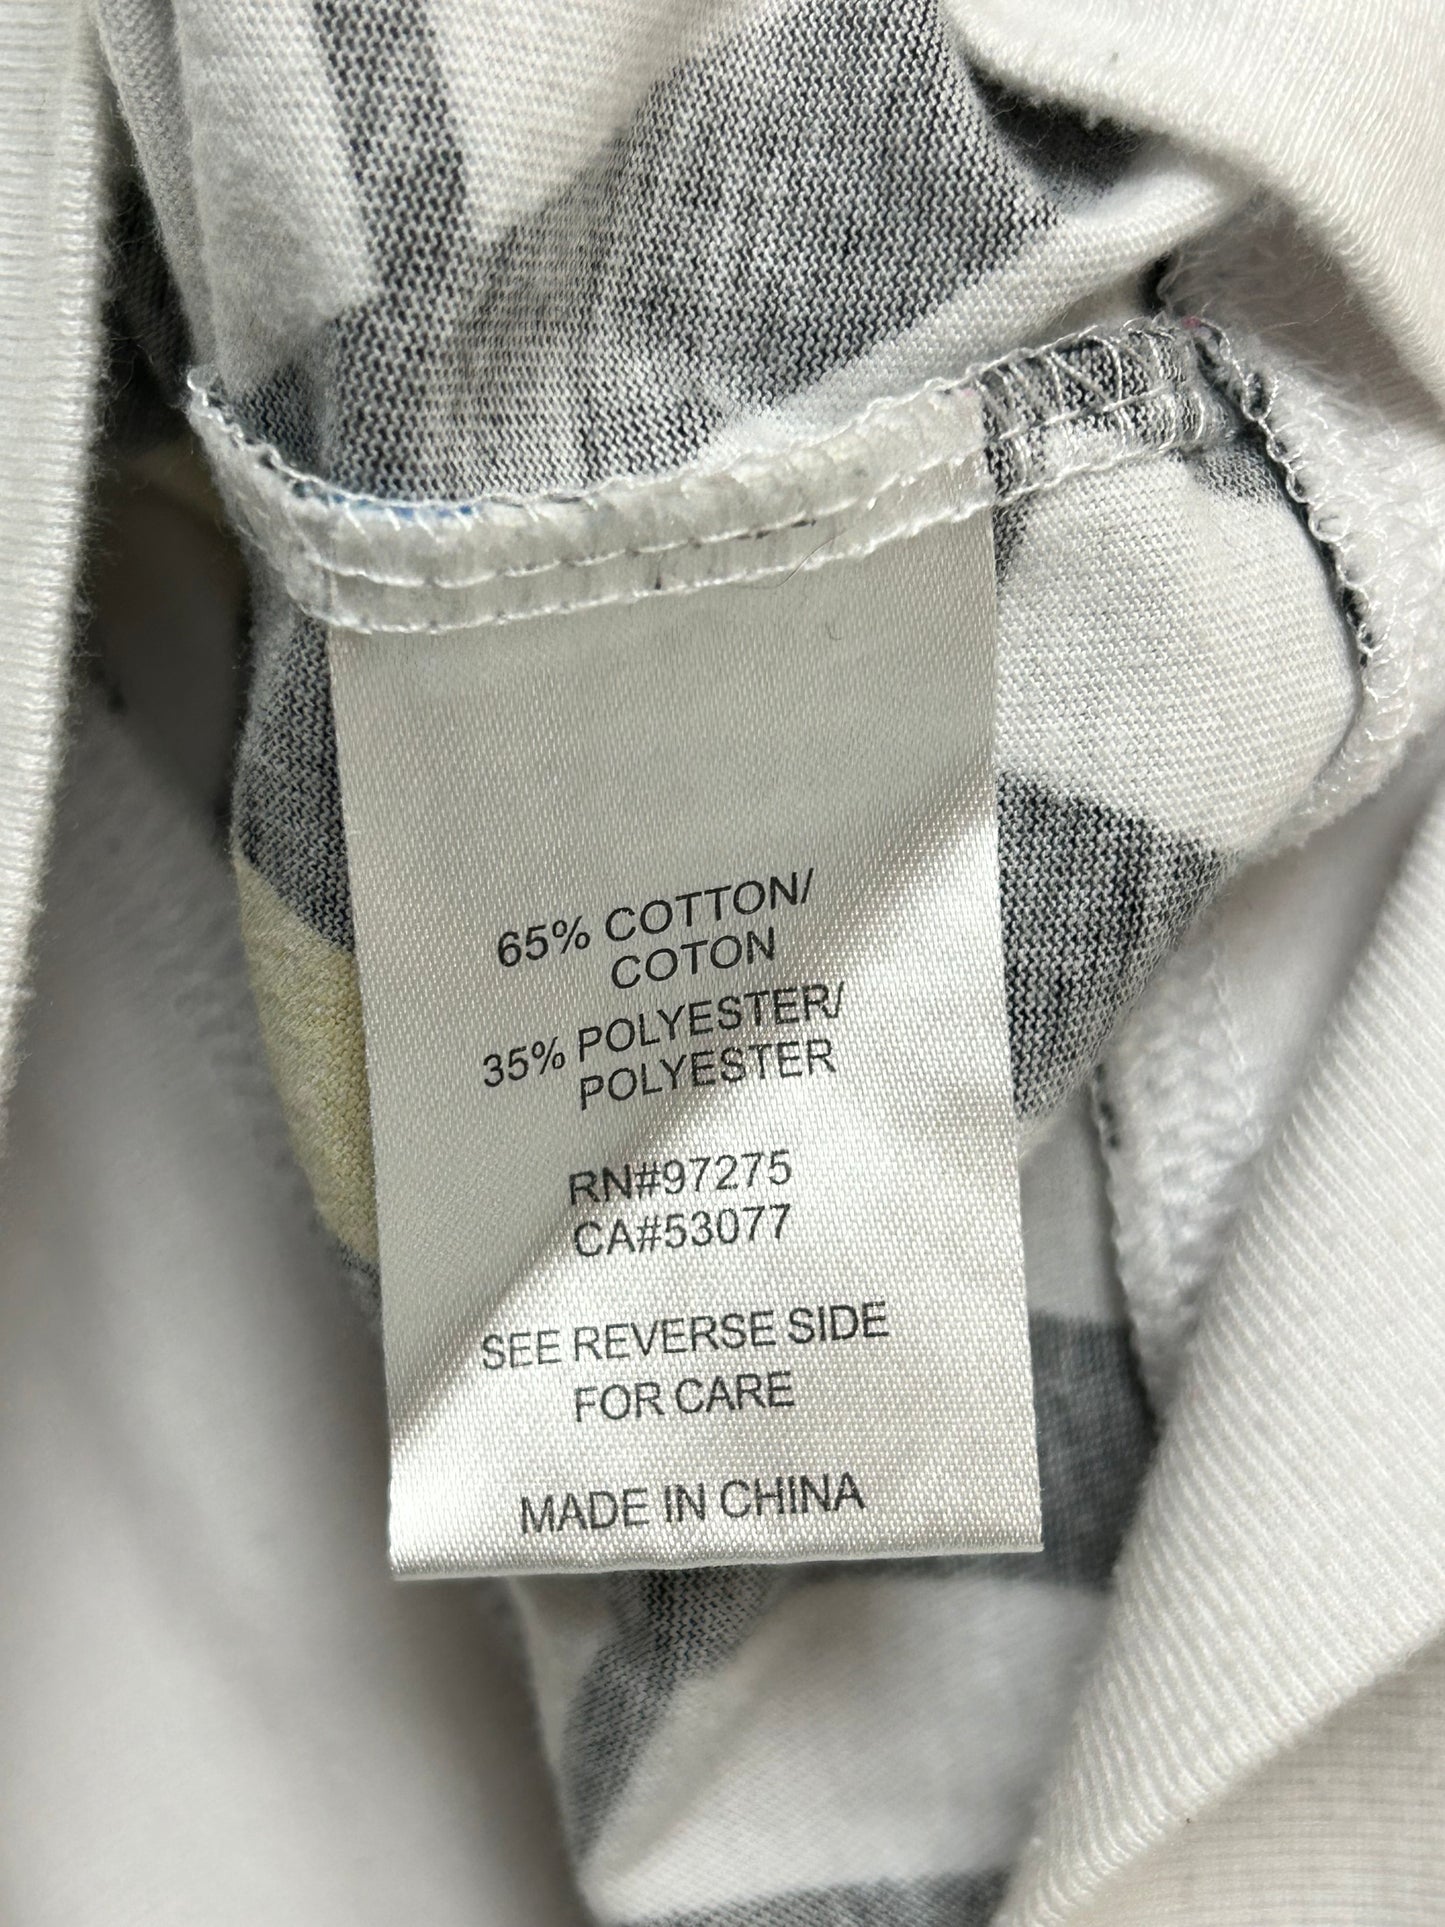 65% COTTON/
COTON
35% POLYESTER/
POLYESTER
RN#97275
CA#53077
SEE REVERSE SIDE
FOR CARE
MADE IN CHINA